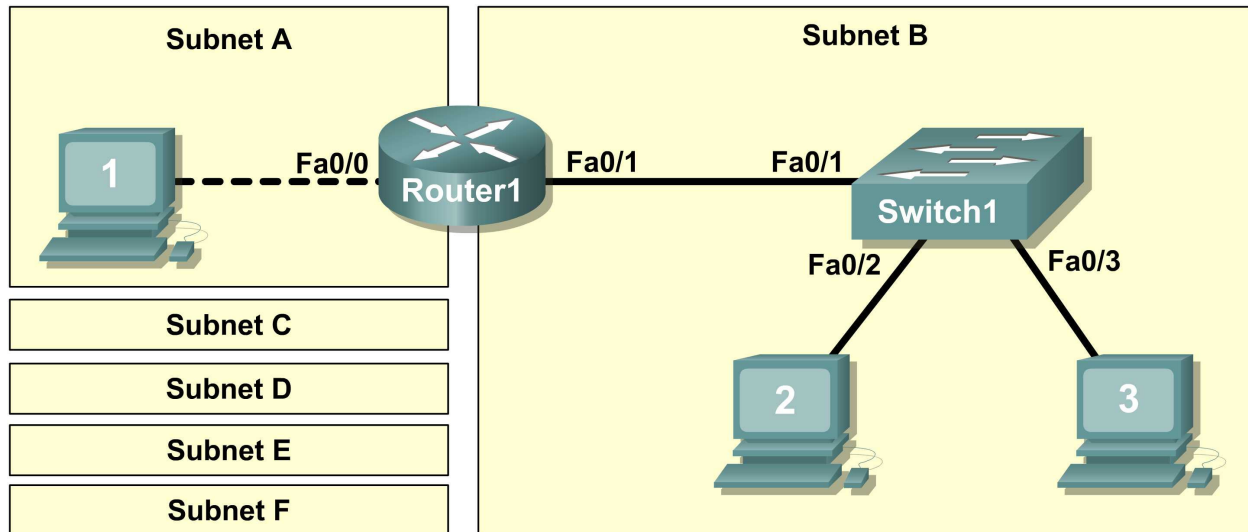 Subnet A
Subnet B
1
Fa0/0
Router1
Fa0/1
Fa0/1
Switch1
Fa0/2
Fa0/3
2
3
Subnet C
Subnet D
Subnet E
Subnet F